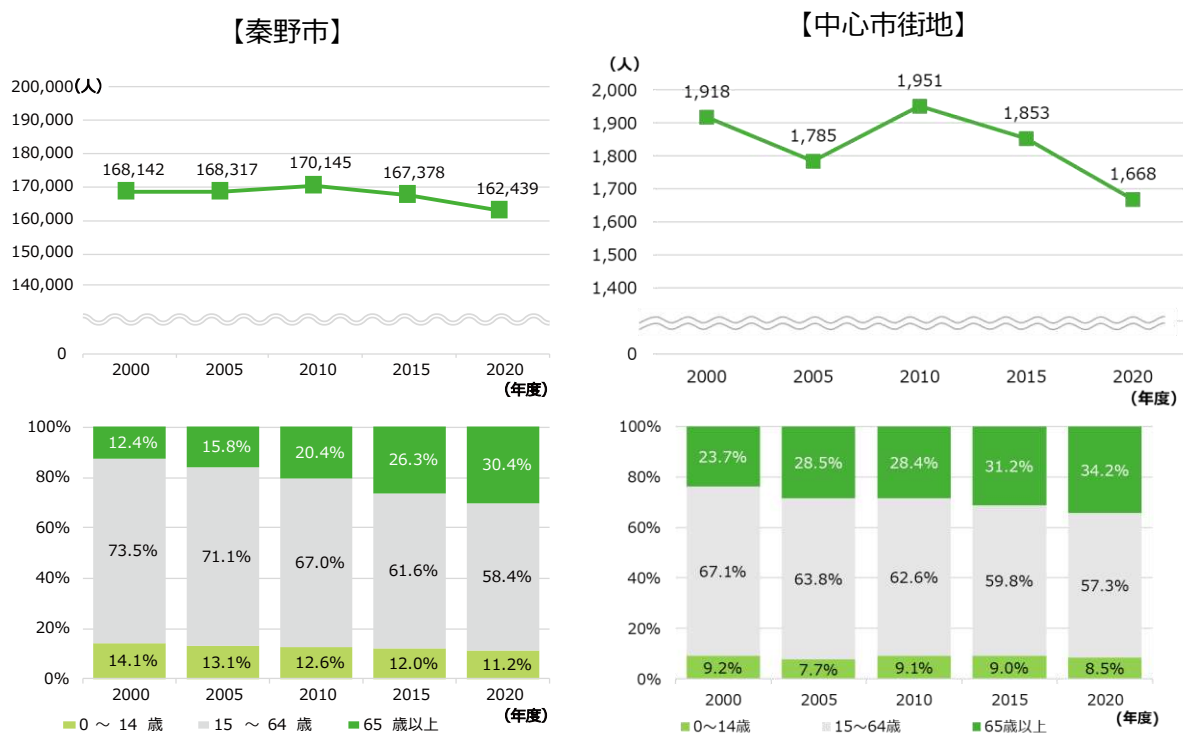 【秦野市】
200,000(人)
190,000
180,000
170,000
160,000
150,000
140,000
0
168,142 168,317 170,145 167,378 162,439
2000 2005 2010 2015 2020
(年度)
100%
80%
60%
40%
20%
0%
12.4% 15.8% 20.4% 26.3% 30.4%
73.5% 71.1% 67.0% 61.6% 58.4%
14.1% 13.1% 12.6% 12.0% 11.2%
2000 2005 2010 2015 2020
0 ～ 14 歳 15 ～ 64 歳 65 歳以上
【中心市街地】
(人)
2,000
1,900
1,800
1,700
1,600
1,500
1,400
0
1,918 1,785 1,951 1,853 1,668
2000 2005 2010 2015 2020
(年度)
100%
80%
60%
40%
20%
0%
23.7% 28.5% 28.4% 31.2% 34.2%
67.1% 63.8% 62.6% 59.8% 57.3%
9.2% 7.7% 9.1% 9.0% 8.5%
2000 2005 2010 2015 2020
(年度)
0～14歳 15～64歳 65歳以上